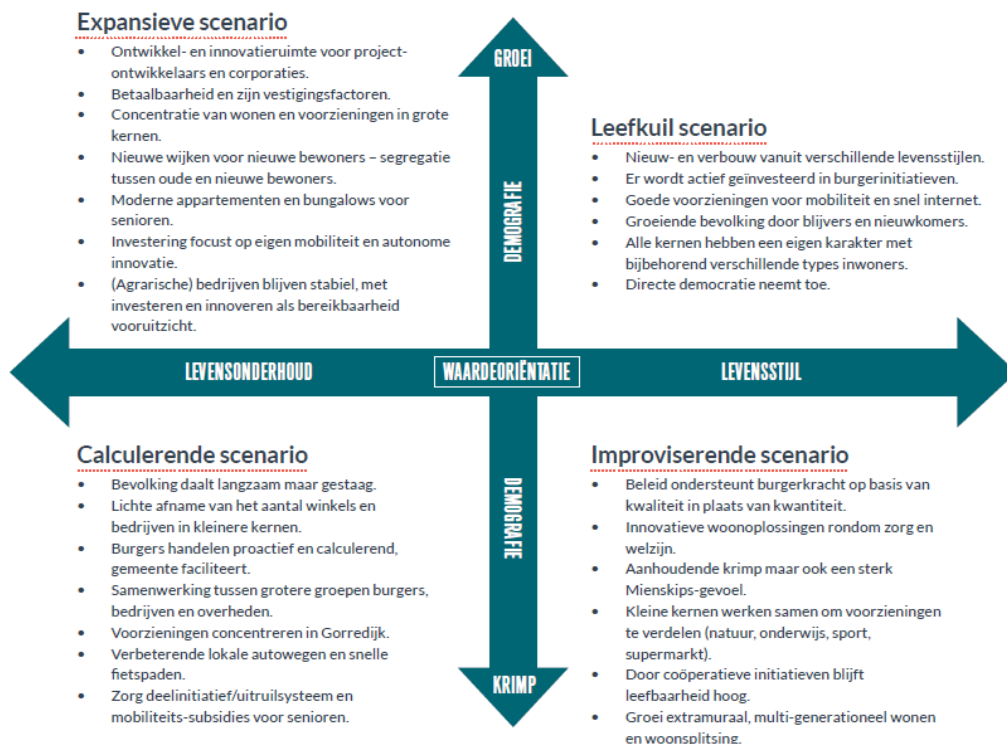 Expansieve scenario
• Ontwikkel- en innovatieruimte voor project-
ontwikkelaars en corporaties.
• Betaalbaarheid en zijn vestigingsfactoren.
• Concentratie van wonen en voorzieningen in grote
kernen.
• Nieuwe wijken voor nieuwe bewoners – segregatie
tussen oude en nieuwe bewoners.
• Moderne appartementen en bungalows voor
senioren.
• Investering focust op eigen mobiliteit en autonome
innovatie.
• (Agrarische) bedrijven blijven stabiel, met
investeren en innoveren als bereikbaarheid
vooruitzicht.
GROEI
DEMOGRAFIE
Leefkuil scenario
• Nieuw- en verbouw vanuit verschillende levensstijlen.
• Er wordt actief geïnvesteerd in burgerinitiatieven.
• Goede voorzieningen voor mobiliteit en snel internet.
• Groeiende bevolking door blijvers en nieuwkomers.
• Alle kernen hebben een eigen karakter met
bijbehorend verschillende types inwoners.
• Directe democratie neemt toe.
LEVENSONDERHOUD
WAARDEORIËNTATIE
LEVENSSTIJL
Calculerende scenario
• Bevolking daalt langzaam maar gestaag.
• Lichte afname van het aantal winkels en
bedrijven in kleinere kernen.
• Burgers handelen proactief en calculerend,
gemeente faciliteert.
• Samenwerking tussen grotere groepen burgers,
bedrijven en overheden.
• Voorzieningen concentreren in Gorredijk.
• Verbeterende lokale autowegen en snelle
fietspaden.
• Zorg deelinitiatief/uitruilsysteem en
mobiliteits-subsidies voor senioren.
DEMOGRAFIE
KRIMP
Improviserende scenario
• Beleid ondersteunt burgerkracht op basis van
kwaliteit in plaats van kwantiteit.
• Innovatieve woonoplossingen rondom zorg en
welzijn.
• Aanhoudende krimp maar ook een sterk
Mienskips-gevoel.
• Kleine kernen werken samen om voorzieningen
te verdelen (natuur, onderwijs, sport,
supermarkt).
• Door coöperatieve initiatieven blijft
leefbaarheid hoog.
• Groei extramuraal, multi-generationeel wonen
en woonsplitsing.